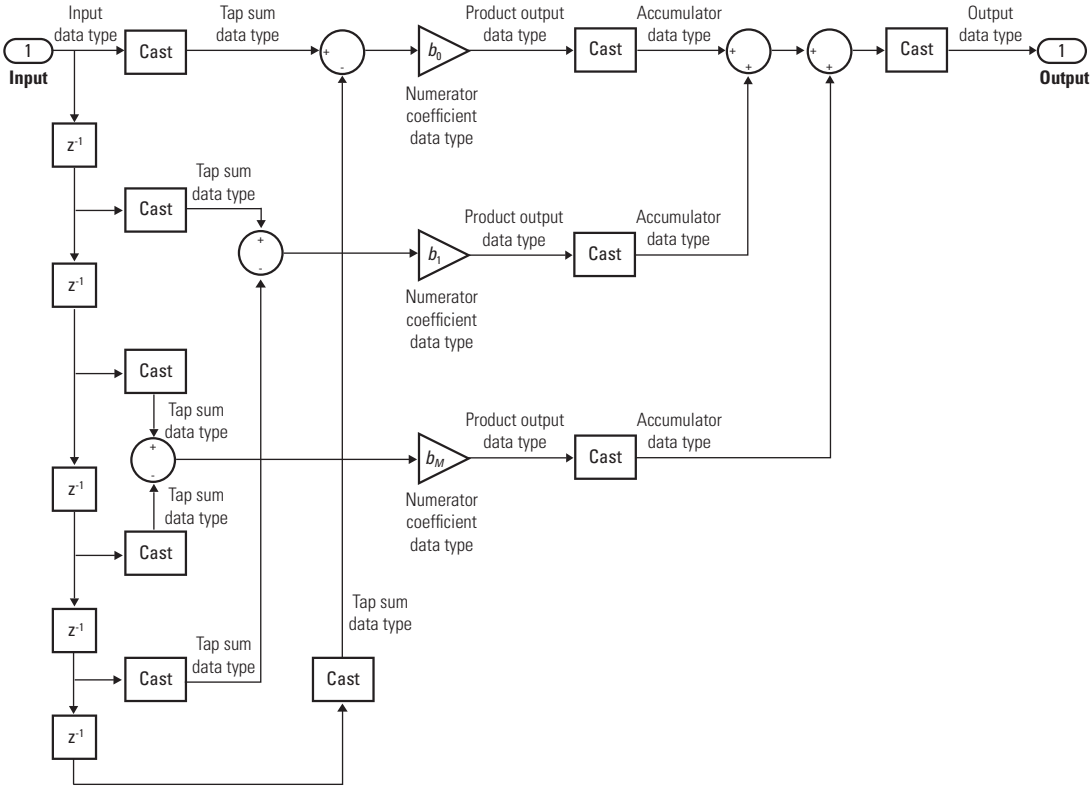 Input
data type
Tap sum
data type
Product output
data type
Accumulator
data type
Output
data type
1
Input
Cast
+
-
b0
Cast
+
+
+
+
Cast
1
Output
Numerator
coefficient
data type
z-1
Tap sum
data type
Cast
+
-
Product output
data type
Accumulator
data type
b1
Cast
Numerator
coefficient
data type
z-1
Cast
Tap sum
data type
+
-
Product output
data type
Accumulator
data type
bM
Cast
Numerator
coefficient
data type
z-1
Tap sum
data type
Cast
z-1
Tap sum
data type
Tap sum
data type
Cast
Cast
z-1